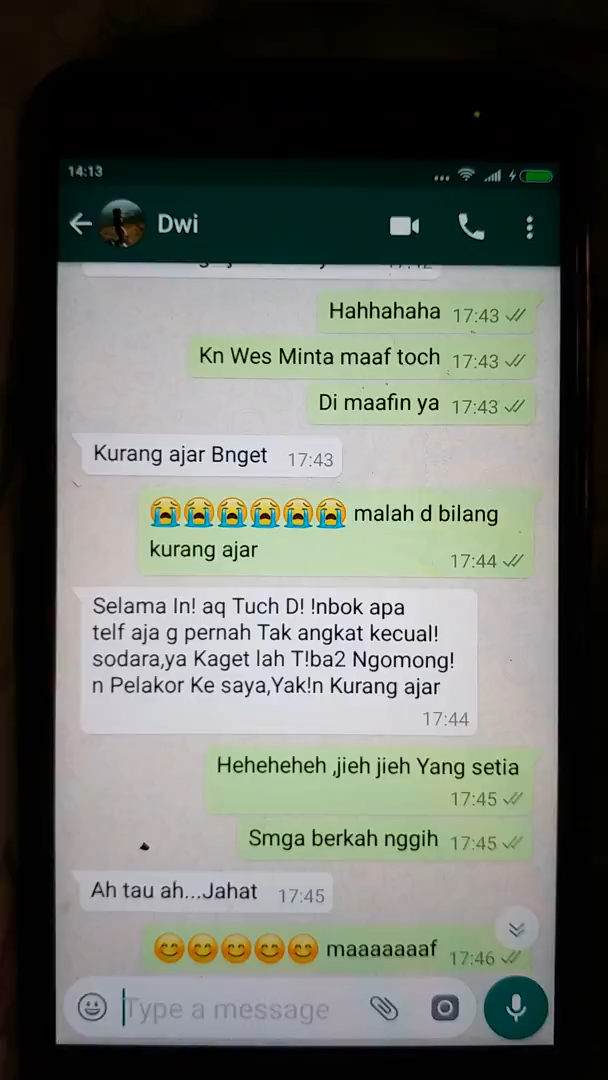 14:13
Dwi
Hahhahaha 17:43
Kn Wes Minta maaf toch 17:43
Di maafin ya 17:43
Kurang ajar Bnget 17:43
😭😭😭😭😭😭 malah d bilang
kurang ajar 17:44
Selama In! aq Tuch D! !nbok apa
telf aja g pernah Tak angkat kecual!
sodara,ya Kaget lah T!ba2 Ngomong!
n Pelakor Ke saya,Yak!n Kurang ajar
17:44
Heheheheh ,jieh jieh Yang setia
17:45
Smga berkah nggih 17:45
Ah tau ah...Jahat 17:45
😊😊😊😊😊 maaaaaaaf 17:46
Type a message